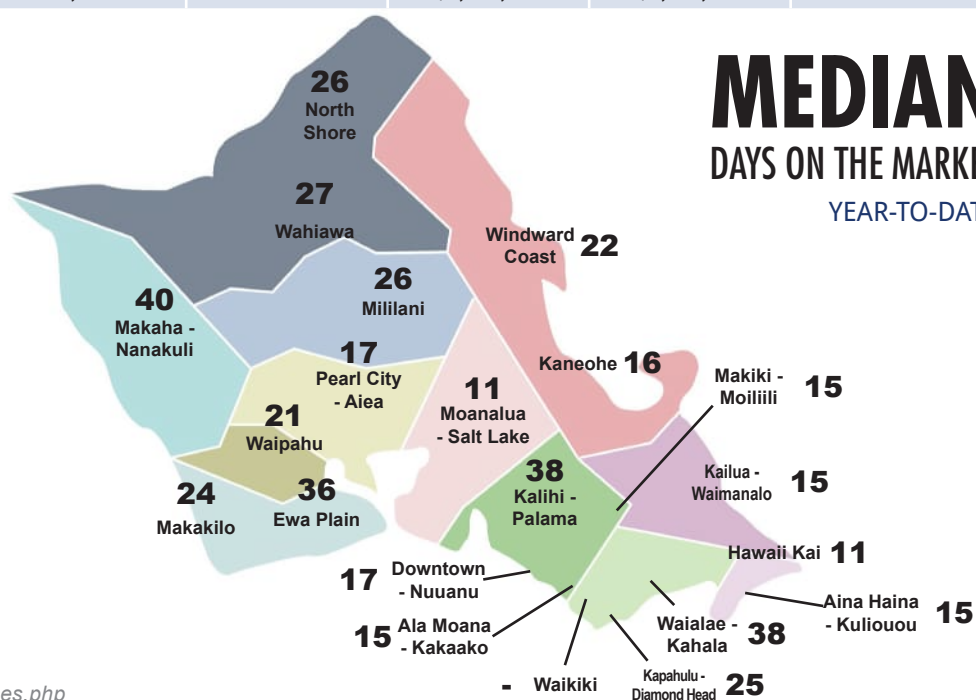 MEDIAN
DAYS ON THE MARKE
YEAR-TO-DAT
26
North
Shore
27
Wahiawa
Windward
Coast 22
26
Mililani
40
Makaha -
Nanakuli
17
Pearl City
- Aiea
Kaneohe 16
11
Moanalua
- Salt Lake
Makiki -
Moiliili 15
21
Waipahu
38
Kalihi -
Palama
Kailua -
Waimanalo 15
24
Makakilo
36
Ewa Plain
Hawaii Kai 11
17 Downtown
- Nuuanu
15 Ala Moana
- Kakaako
- Waikiki
Kapahulu -
Diamond Head 25
Waialae -
Kahala 38
Aina Haina
- Kuliouou 15
es.php